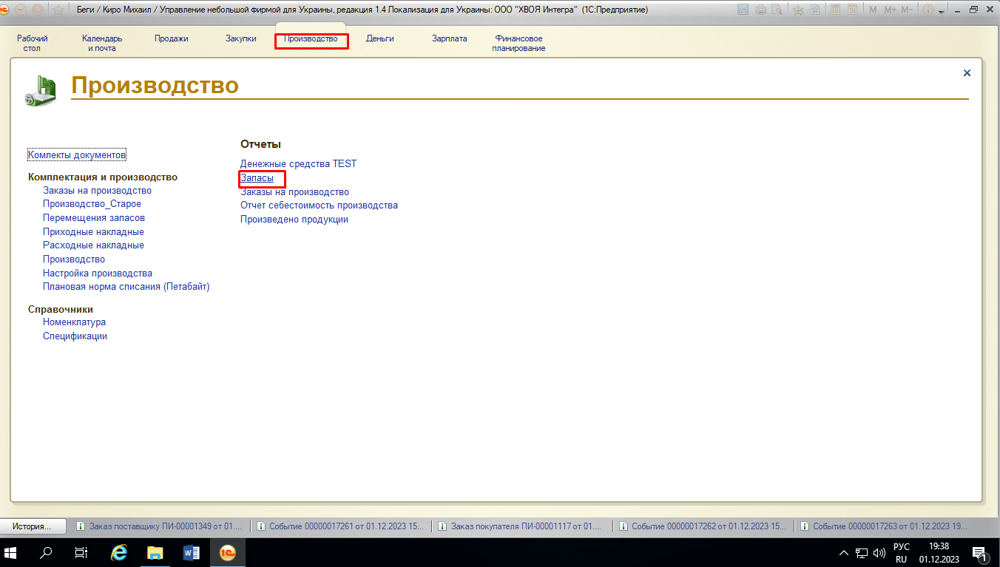 Беги / Киро Михаил / Управление небольшой фирмой для Украины, редакция 1.4 Локализация для Украины: ООО "ХВОЯ Интегра" (1С:Предприятие)
M M+ M-
Рабочий
стол
Календарь
и почта
Продажи
Закупки
Производство
Деньги
Зарплата
Финансовое
планирование
Производство
Комлекты документов
Комплектация и производство
Заказы на производство
Производство_Старое
Перемещения запасов
Приходные накладные
Расходные накладные
Производство
Настройка производства
Плановая норма списания (Петабайт)
Справочники
Номенклатура
Спецификации
Отчеты
Денежные средства TEST
Запасы
Заказы на производство
Отчет себестоимость производства
Произведено продукции
История...
Заказ поставщику ПИ-00001349 от 01....
Событие 00000017261 от 01.12.2023 15...
Заказ покупателя ПИ-00001117 от 01....
Событие 00000017262 от 01.12.2023 15...
Событие 00000017263 от 01.12.2023 19...
РУС
RU
19:38
01.12.2023
1